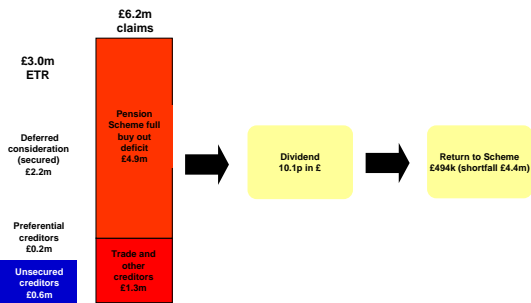 £6.2m
claims
£3.0m
ETR
Pension
Scheme full
buy out
deficit
£4.9m
Deferred
consideration
(secured)
£2.2m
Dividend
10.1p in £
Return to Scheme
£494k (shortfall £4.4m)
Preferential
creditors
£0.2m
Trade and
other
creditors
£1.3m
Unsecured
creditors
£0.6m